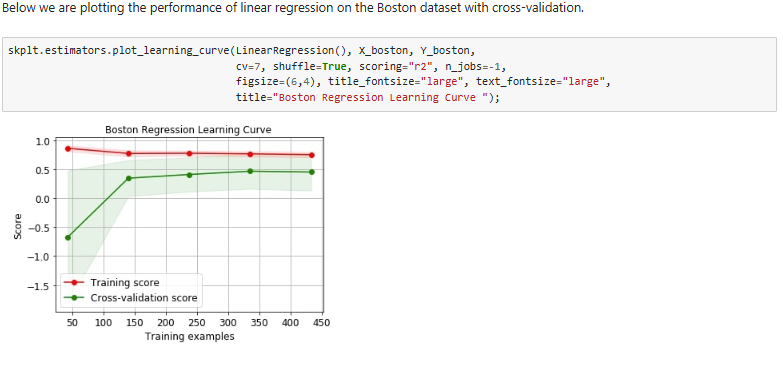 Below we are plotting the performance of linear regression on the Boston dataset with cross-validation.
skplt.estimators.plot_learning_curve(LinearRegression(), X_boston, Y_boston,
cv=7, shuffle=True, scoring="r2", n_jobs=-1,
figsize=(6,4), title_fontsize="large", text_fontsize="large",
title="Boston Regression Learning Curve ");
Boston Regression Learning Curve
1.0
0.5
0.0
−0.5
−1.0
−1.5
Score
Training score
Cross-validation score
50 100 150 200 250 300 350 400 450
Training examples